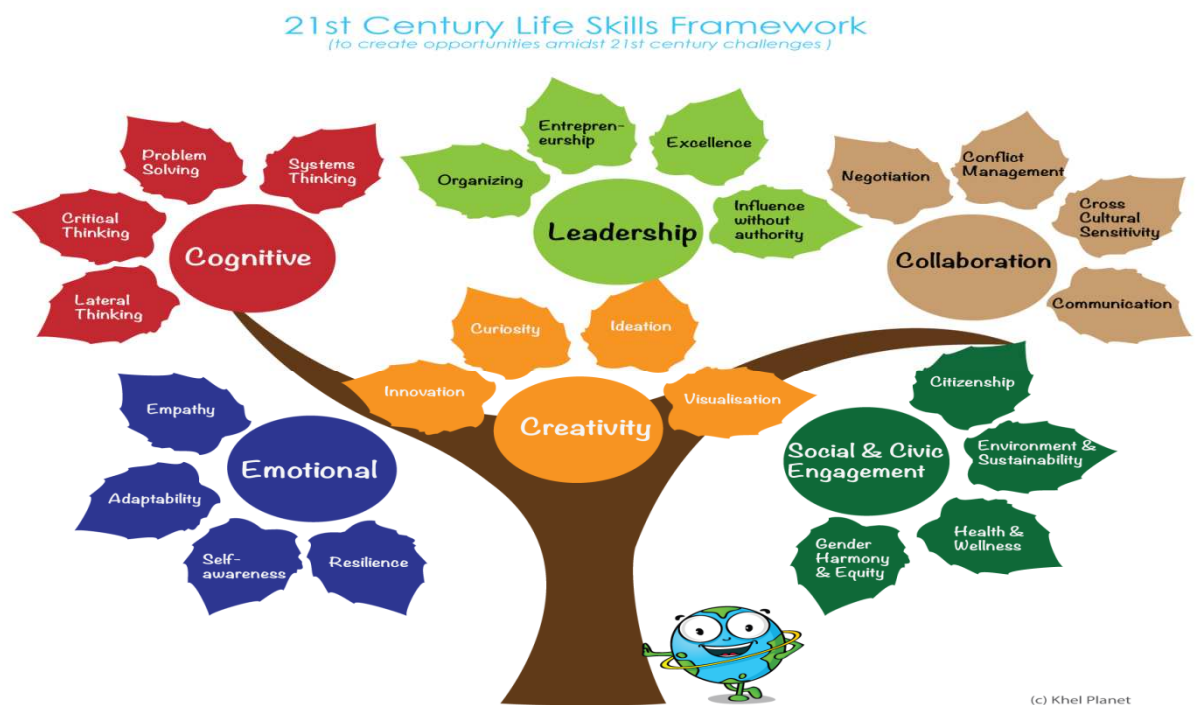 21st Century Life Skills Framework
(to create opportunities amidst 21st century challenges )
Problem
Solving
Systems
Thinking
Critical
Thinking
Lateral
Thinking
Cognitive
Entrepren-
eurship
Excellence
Organizing
Influence
without
authority
Leadership
Negotiation
Conflict
Management
Cross
Cultural
Sensitivity
Communication
Collaboration
Curiosity
Ideation
Innovation
Visualisation
Creativity
Empathy
Adaptability
Self-
awareness
Resilience
Emotional
Citizenship
Environment &
Sustainability
Health &
Wellness
Gender
Harmony
& Equity
Social & Civic
Engagement
(c) Khel Planet